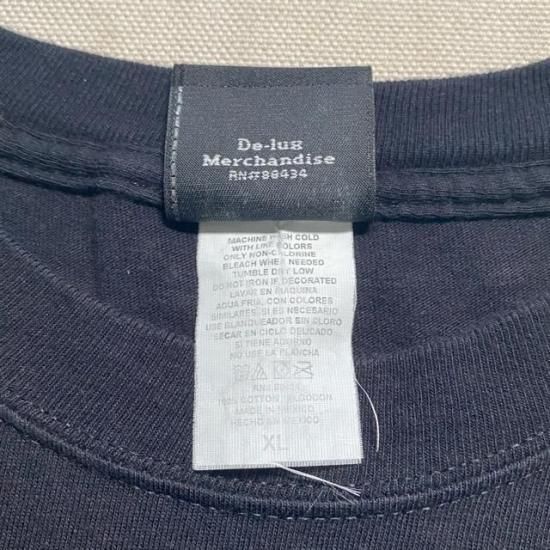 De-lux
Merchandise
RN#88434
MACHINE WASH COLD
WITH LIKE COLORS
ONLY NON-CHLORINE
BLEACH WHEN NEEDED
TUMBLE DRY LOW
DO NOT IRON IF DECORATED
LAVAR EN MAQUINA
AGUA FRIA, CON COLORES
SIMILARES, SI ES NECESARIO
USE BLANQUEADOR SIN CLORO
SECAR EN CICLO DELICADO
SI TIENE ADORNO
NO USE LA PLANCHA
100% COTTON / ALGODON
MADE IN MEXICO
HECHO EN MEXICO
XL